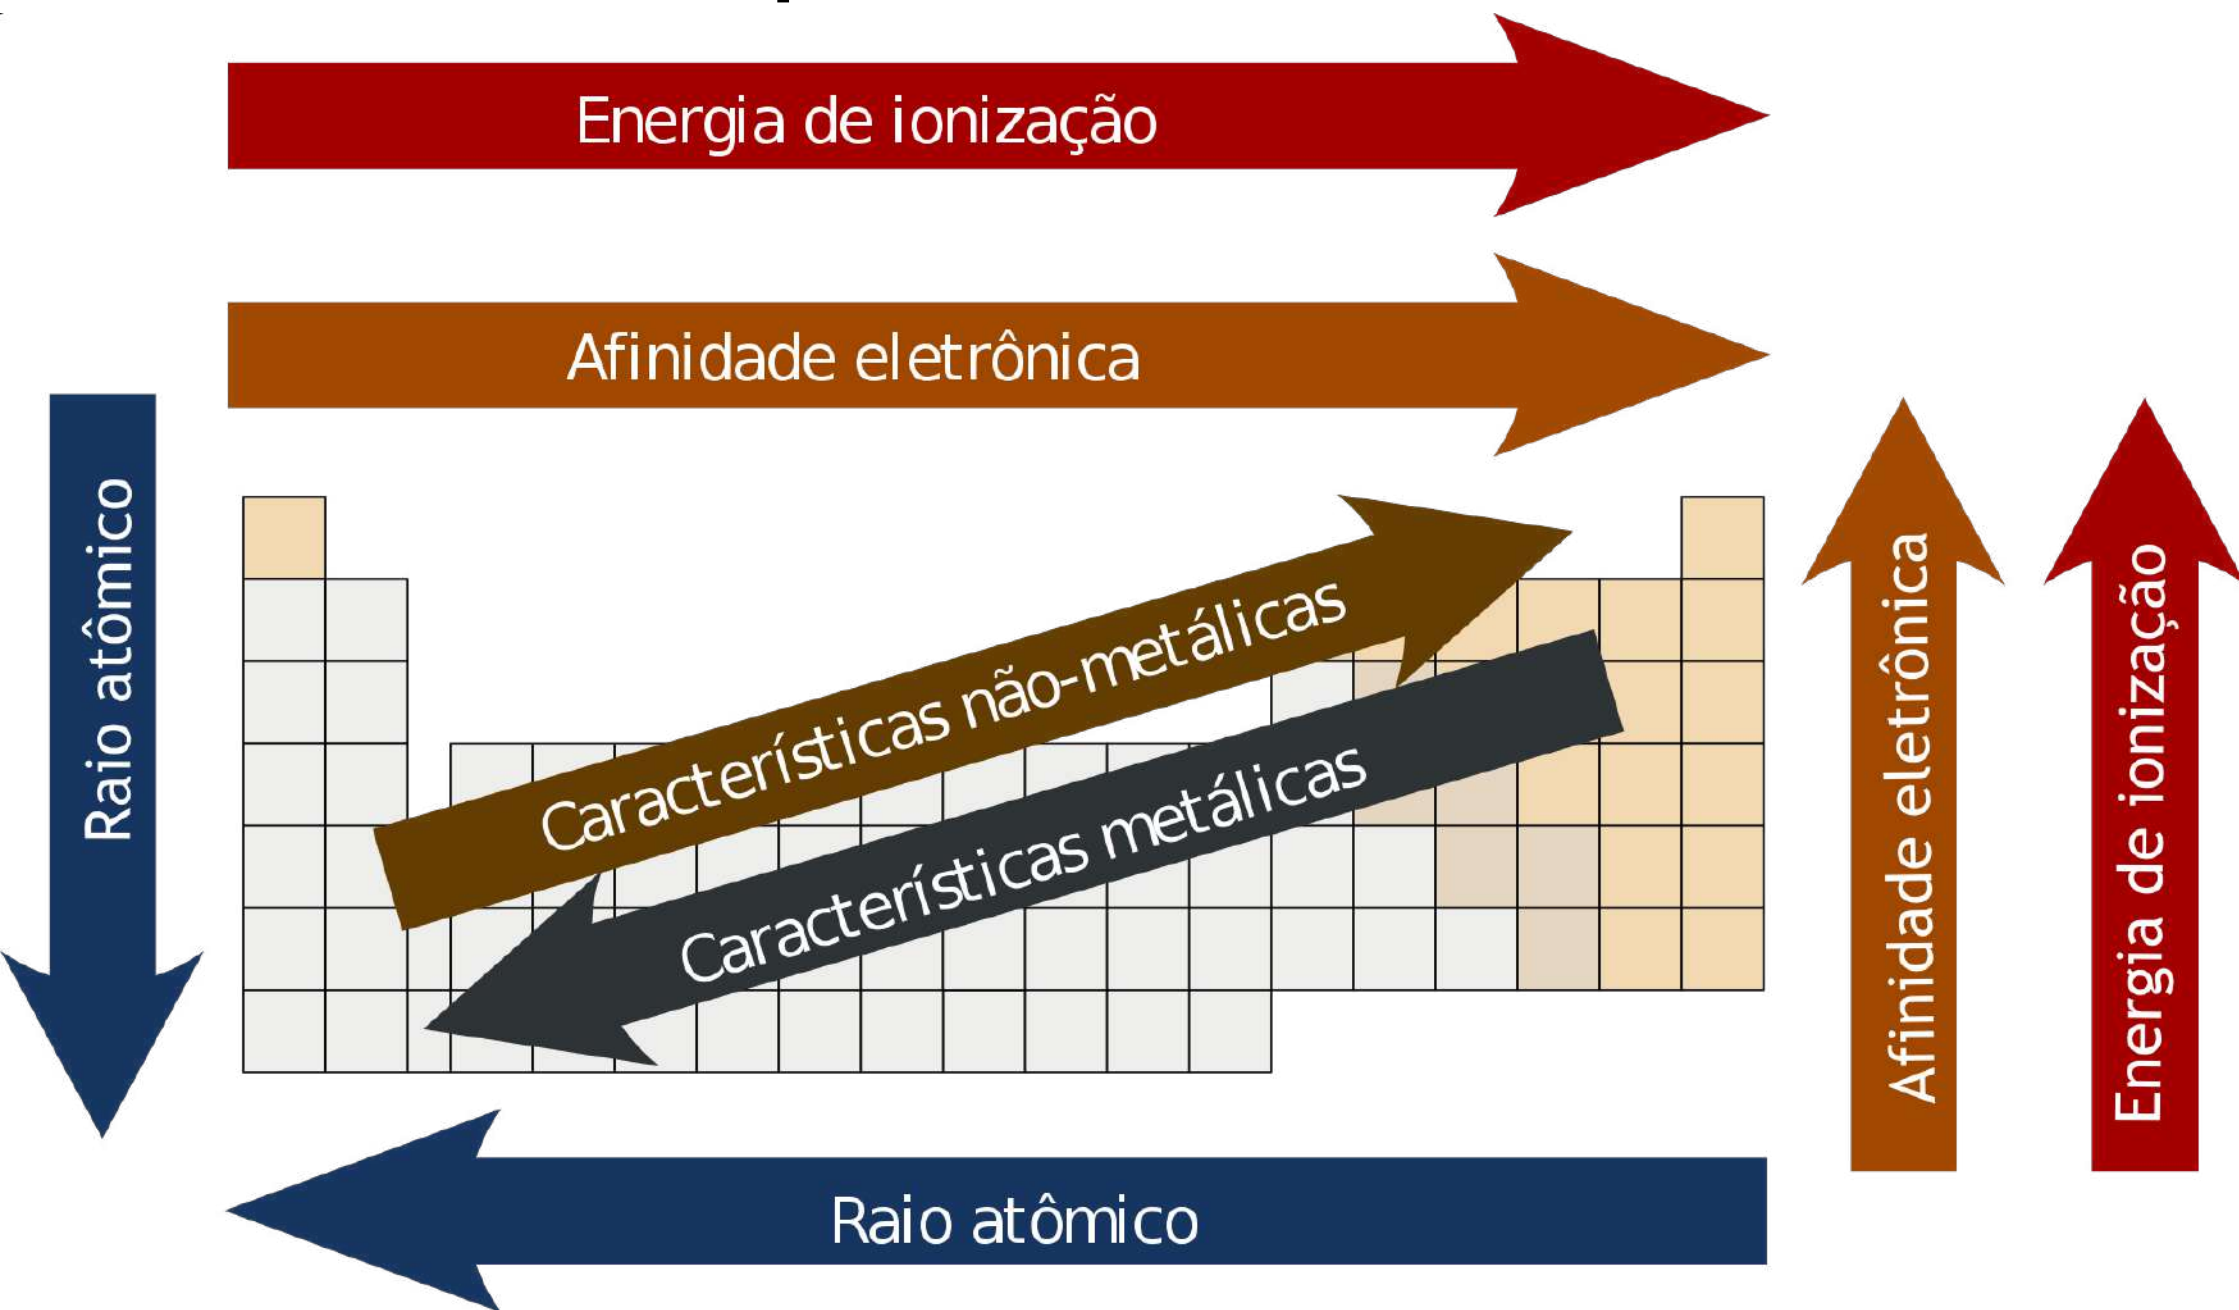 Energia de ionização
Afinidade eletrônica
Raio atômico
Características não-metálicas
Características metálicas
Afinidade eletrônica
Energia de ionização
Raio atômico